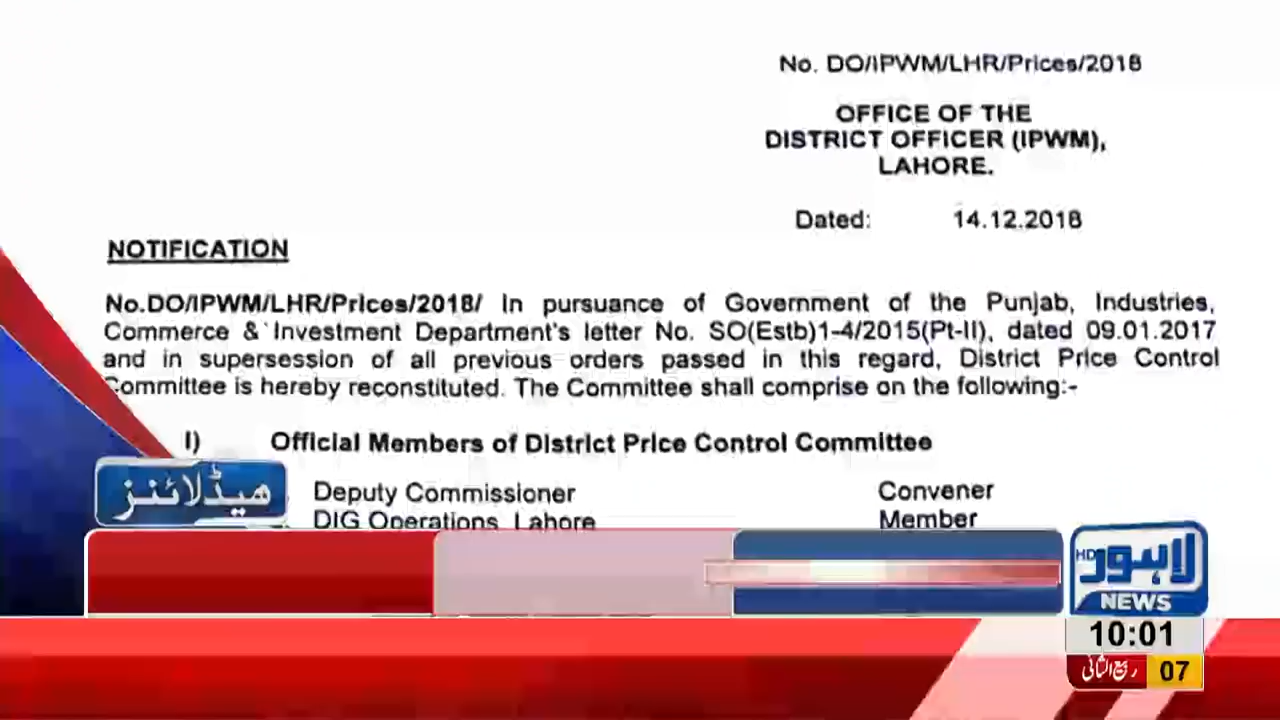 No. DO/IPWM/LHR/Prices/2018
OFFICE OF THE
DISTRICT OFFICER (IPWM),
LAHORE.
Dated: 14.12.2018
NOTIFICATION
No.DO/IPWM/LHR/Prices/2018/ In pursuance of Government of the Punjab, Industries,
Commerce & Investment Department's letter No. SO(Estb)1-4/2015(Pt-II), dated 09.01.2017
and in supersession of all previous orders passed in this regard, District Price Control
Committee is hereby reconstituted. The Committee shall comprise on the following:-
I) Official Members of District Price Control Committee
Deputy Commissioner Convener
DIG Operations, Lahore Member
ہیڈلائنز
لاہور
HD
NEWS
10:01
ربیع الثانی 07